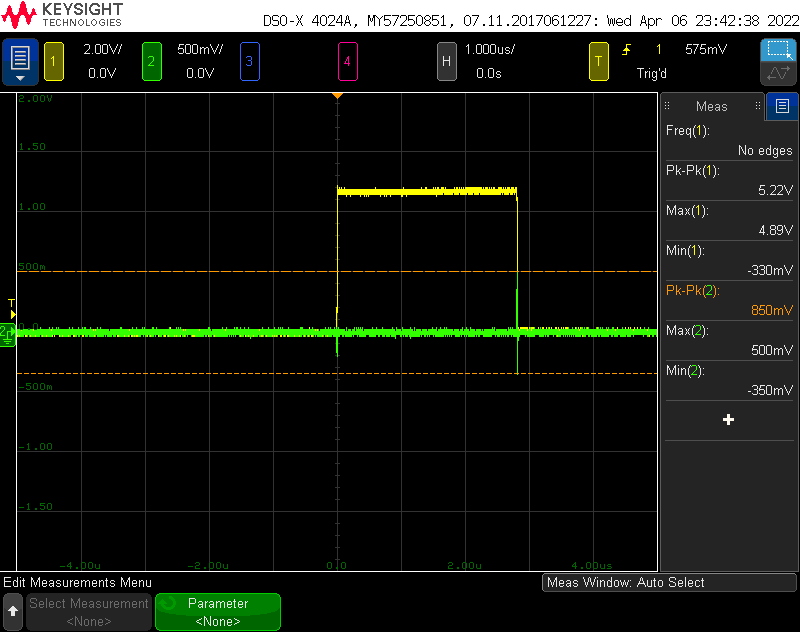 KEYSIGHT
TECHNOLOGIES
DSO-X 4024A, MY57250851, 07.11.2017061227: Wed Apr 06 23:42:38 2022
1 2.00V/ 2 500mV/ 3 4 H 1.000us/ T 1 575mV
0.0V 0.0V 0.0s Trig'd
2.00V
1.50
1.00
500m
0.0
-500m
-1.00
-1.50
-4.00u -2.00u 0.0 2.00u 4.00us
T
2
Meas
Freq(1):
No edges
Pk-Pk(1):
5.22V
Max(1):
4.89V
Min(1):
-330mV
Pk-Pk(2):
850mV
Max(2):
500mV
Min(2):
-350mV
+
Edit Measurements Menu
Meas Window: Auto Select
Select Measurement
<None>
Parameter
<None>